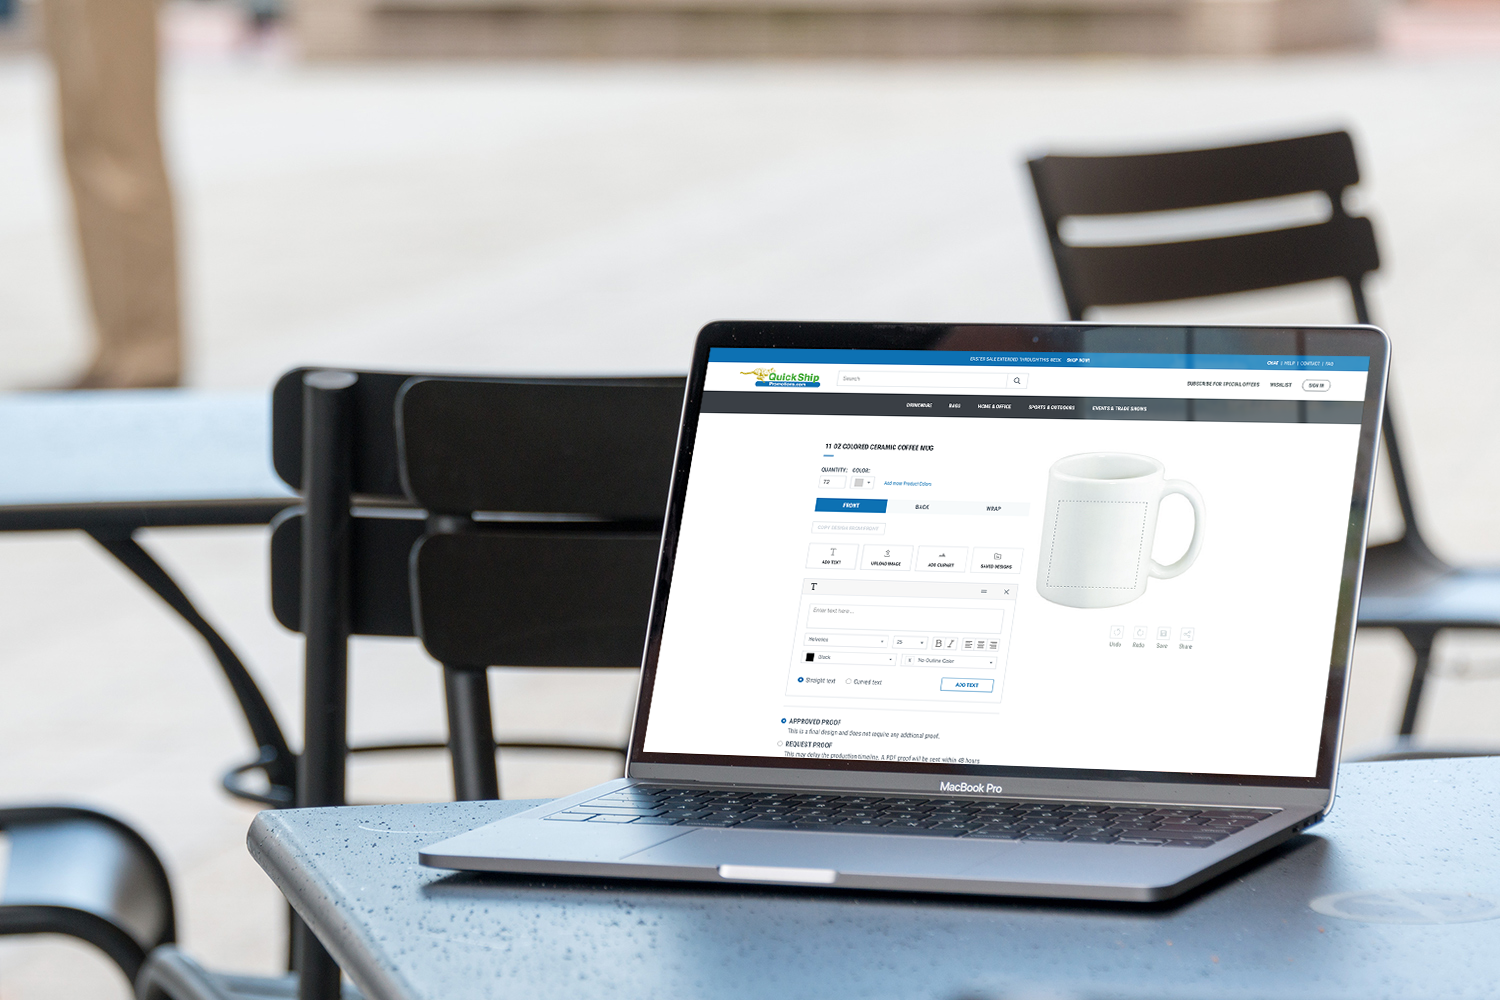 EASTER SALE EXTENDED THROUGH THIS WEEK SHOP NOW!
CHAT | HELP | CONTACT | FAQ
QuickShip
Promotions.com
Search
SUBSCRIBE FOR SPECIAL OFFERS WISHLIST SIGN IN
DRINKWARE BAGS HOME & OFFICE SPORTS & OUTDOORS EVENTS & TRADE SHOWS
11 OZ COLORED CERAMIC COFFEE MUG
QUANTITY: COLOR:
72 Add more Product Colors
FRONT BACK WRAP
COPY DESIGN FROM FRONT
ADD TEXT UPLOAD IMAGE ADD CLIPART SAVED DESIGNS
T
Enter text here...
Helvetica 25 B I
Black X No Outline Color
Straight text Curved text ADD TEXT
Undo Redo Save Share
APPROVED PROOF
This is a final design and does not require any additional proof.
REQUEST PROOF
This may delay the production timeline. A PDF proof will be sent within 48 hours
MacBook Pro